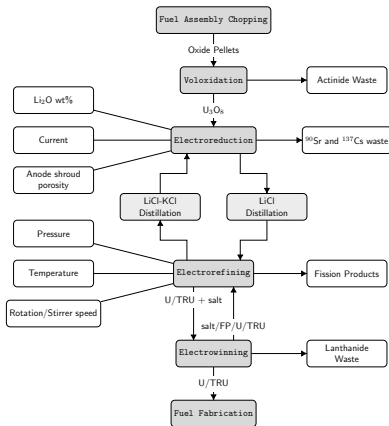 Fuel Assembly Chopping
Oxide Pellets
Voloxidation
Actinide Waste
Li₂O wt%
U₃O₈
Current
Electroreduction
⁹⁰Sr and ¹³⁷Cs waste
Anode shroud
porosity
LiCl-KCl
Distillation
LiCl
Distillation
Pressure
Temperature
Electrorefining
Fission Products
Rotation/Stirrer speed
U/TRU + salt
salt/FP/U/TRU
Electrowinning
Lanthanide
Waste
U/TRU
Fuel Fabrication